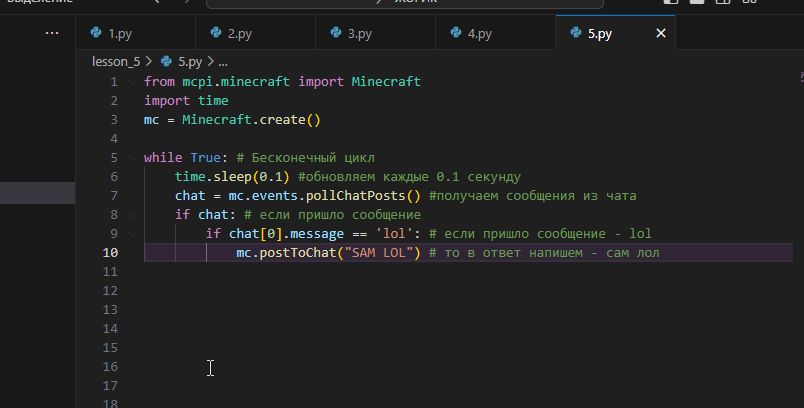 ...
1.py
2.py
3.py
4.py
5.py
lesson_5 > 5.py > ...
1 from mcpi.minecraft import Minecraft
2 import time
3 mc = Minecraft.create()
4
5 while True: # Бесконечный цикл
6 time.sleep(0.1) #обновляем каждые 0.1 секунду
7 chat = mc.events.pollChatPosts() #получаем сообщения из чата
8 if chat: # если пришло сообщение
9 if chat[0].message == 'lol': # если пришло сообщение - lol
10 mc.postToChat("SAM LOL") # то в ответ напишем - сам лол
11
12
13
14
15
16
17
18